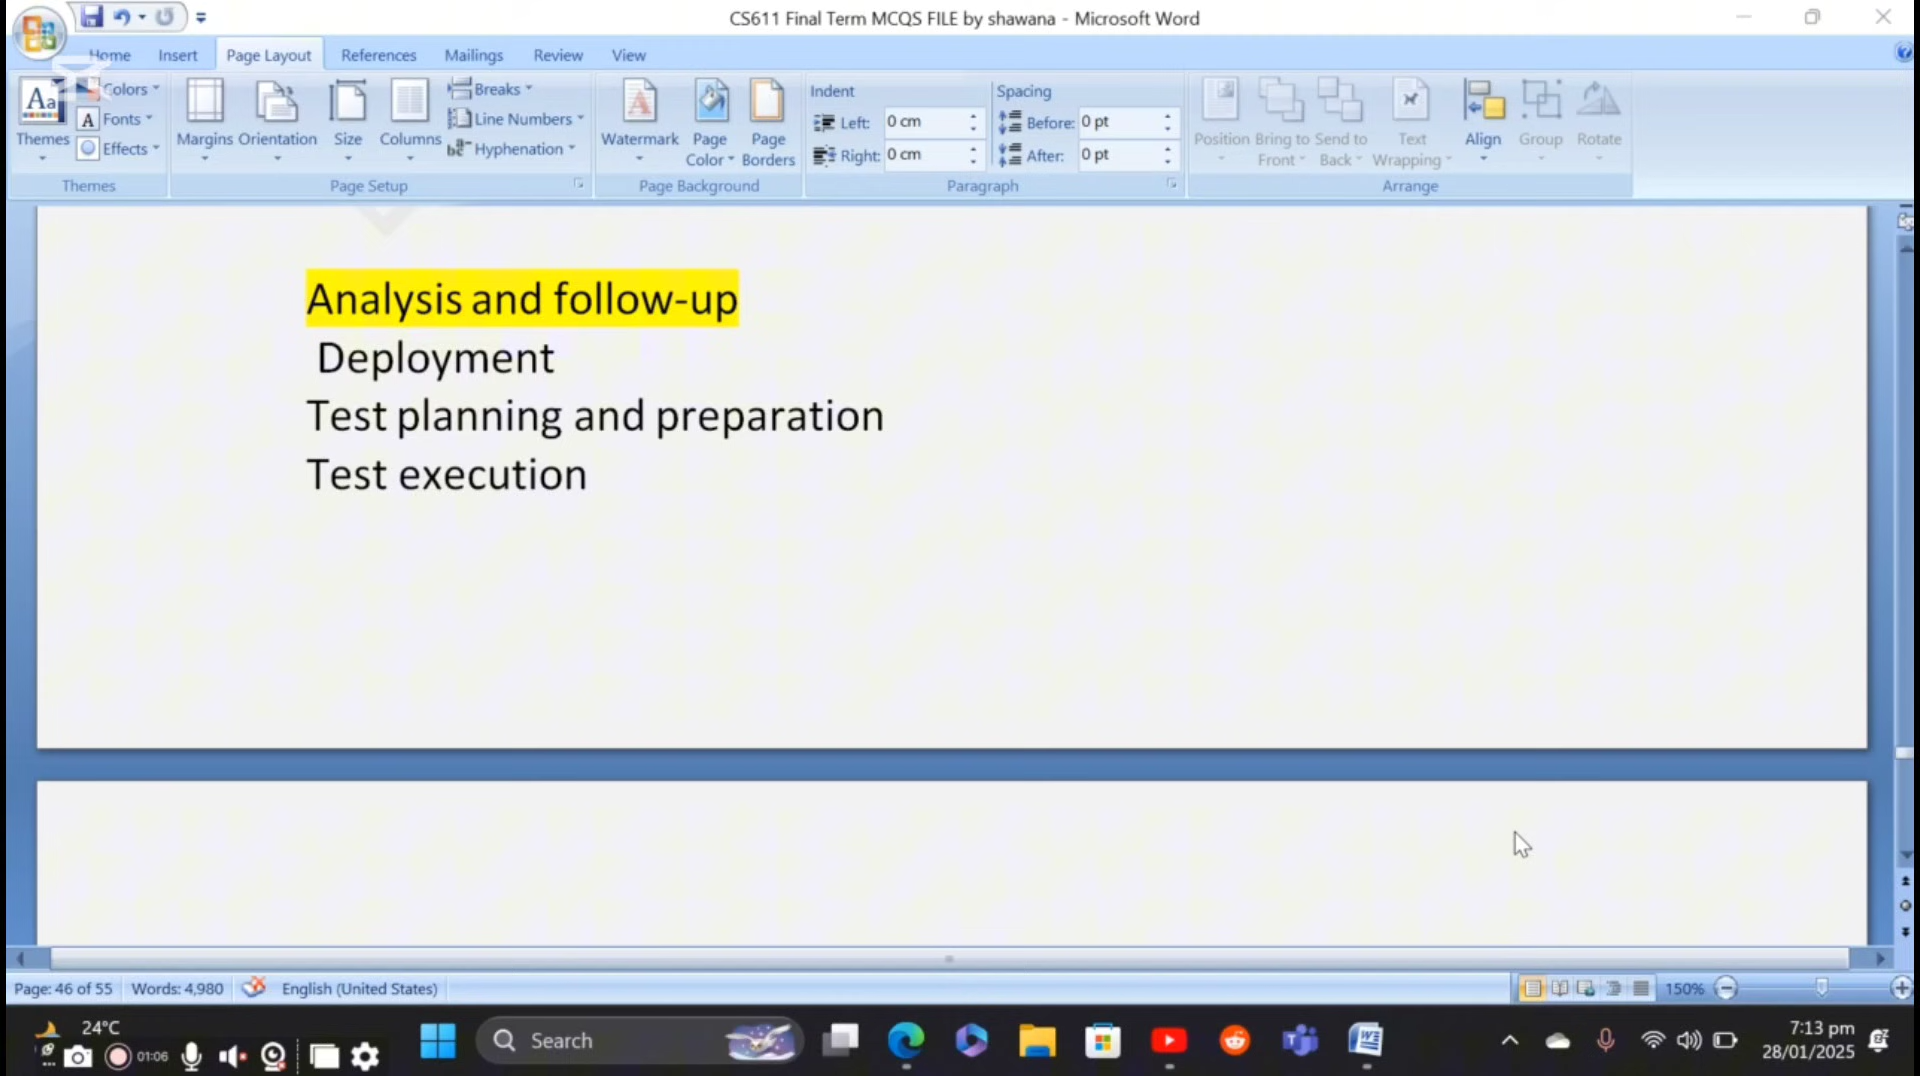 CS611 Final Term MCQS FILE by shawana - Microsoft Word
Home Insert Page Layout References Mailings Review View
Aa Colors Breaks Indent Spacing
A Fonts Line Numbers Left: 0 cm Before: 0 pt
Themes Effects Margins Orientation Size Columns Hyphenation Watermark Page Color Page Borders Right: 0 cm After: 0 pt Position Bring to Front Send to Back Text Wrapping Align Group Rotate
Themes Page Setup Page Background Paragraph Arrange
Analysis and follow-up
Deployment
Test planning and preparation
Test execution
Page: 46 of 55 Words: 4,980 English (United States) 150%
24°C Search 7:13 pm
01:06 28/01/2025